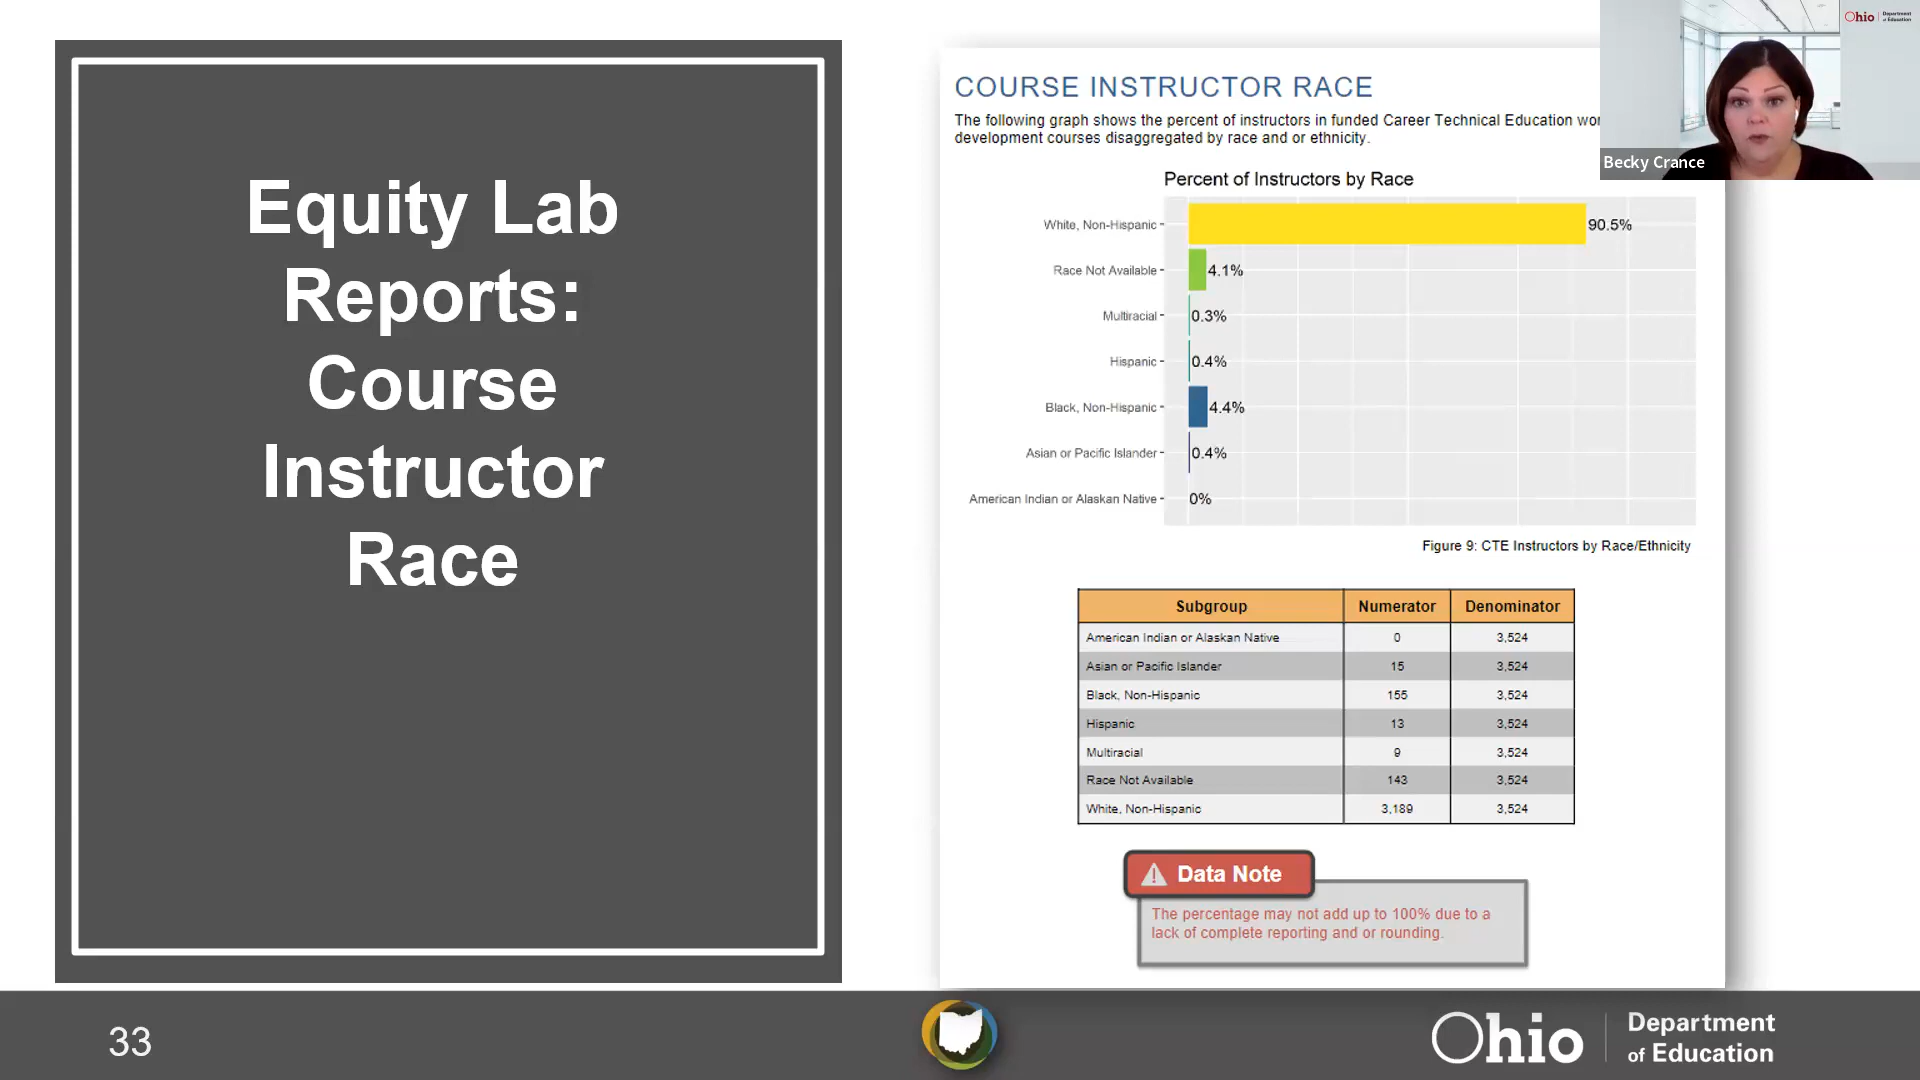 Equity Lab
Reports:
Course
Instructor
Race
COURSE INSTRUCTOR RACE
The following graph shows the percent of instructors in funded Career Technical Education
development courses disaggregated by race and or ethnicity.
Percent of Instructors by Race
White, Non-Hispanic
90.5%
Race Not Available
4.1%
Multiracial
0.3%
Hispanic
0.4%
Black, Non-Hispanic
4.4%
Asian or Pacific Islander
0.4%
American Indian or Alaskan Native
0%
Figure 9: CTE Instructors by Race/Ethnicity
Subgroup Numerator Denominator
American Indian or Alaskan Native 0 3,524
Asian or Pacific Islander 15 3,524
Black, Non-Hispanic 155 3,524
Hispanic 13 3,524
Multiracial 9 3,524
Race Not Available 143 3,524
White, Non-Hispanic 3,189 3,524
Data Note
The percentage may not add up to 100% due to a
lack of complete reporting and or rounding.
Ohio Department
of Education
Becky Crance
33
Ohio Department
of Education